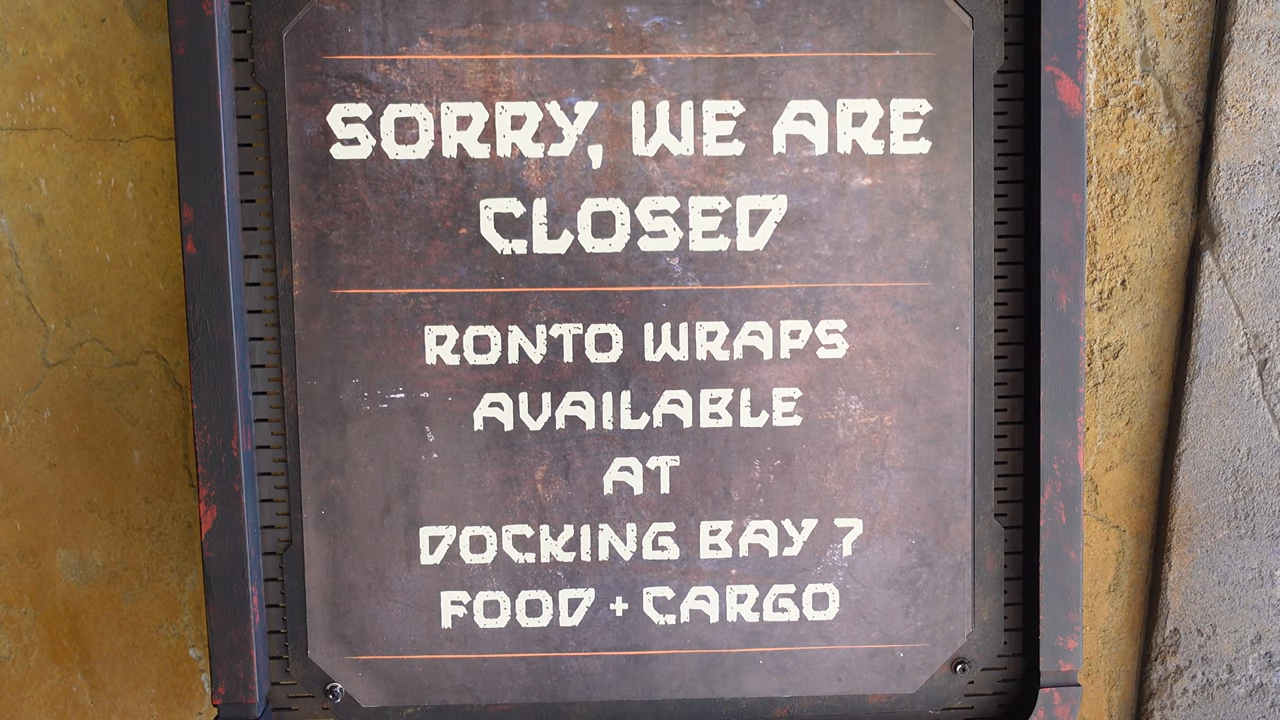 SORRY, WE ARE
CLOSED
RONTO WRAPS
AVAILABLE
AT
DOCKING BAY 7
FOOD + CARGO